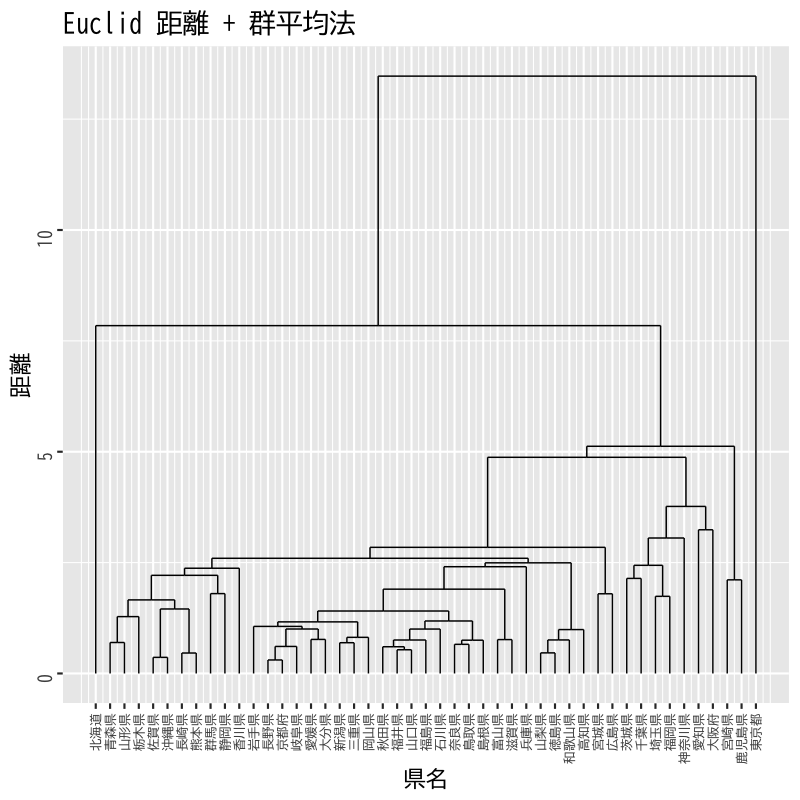 Euclid 距離 + 群平均法
距離
10
5
0
北海道
青森県
山形県
栃木県
佐賀県
沖縄県
長崎県
熊本県
群馬県
静岡県
香川県
岩手県
長野県
京都府
岐阜県
愛媛県
大分県
新潟県
三重県
岡山県
秋田県
福井県
山口県
福島県
石川県
奈良県
鳥取県
島根県
富山県
滋賀県
兵庫県
山梨県
徳島県
和歌山県
高知県
宮城県
広島県
茨城県
千葉県
埼玉県
福岡県
神奈川県
愛知県
大阪府
宮崎県
鹿児島県
東京都
県名